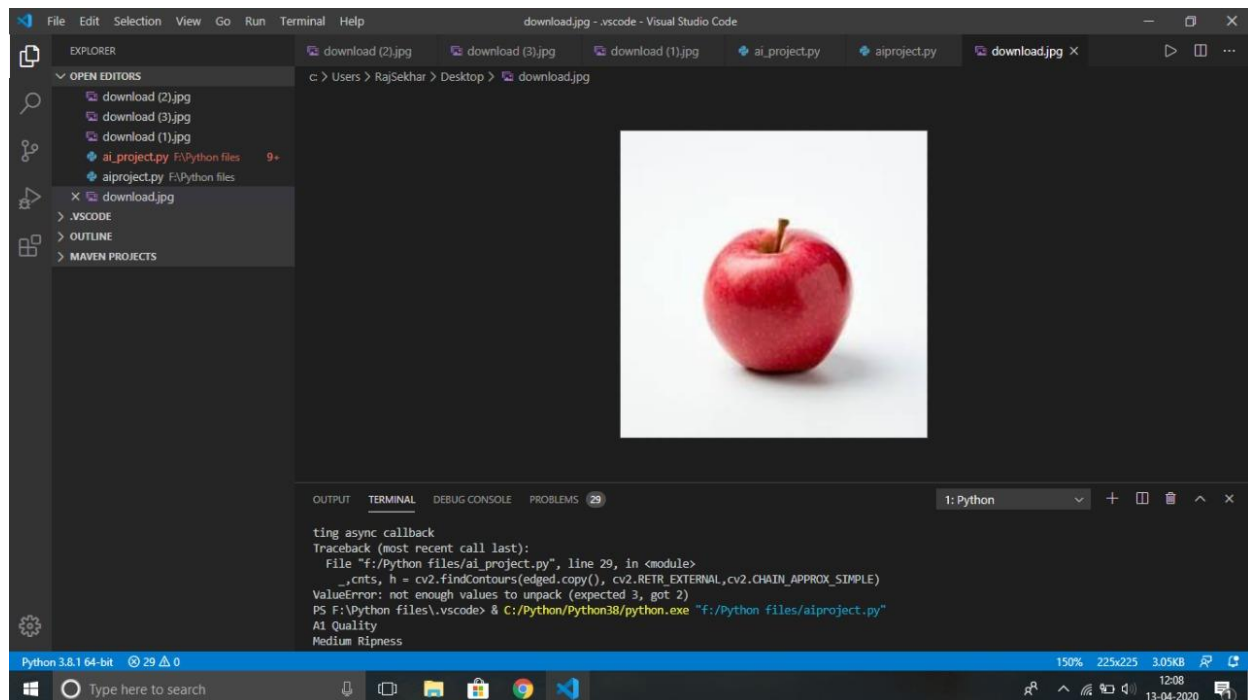 File Edit Selection View Go Run Terminal Help download.jpg - .vscode - Visual Studio Code
EXPLORER
download (2).jpg download (3).jpg download (1).jpg ai_project.py aiproject.py download.jpg
OPEN EDITORS
c: > Users > RajSekhar > Desktop > download.jpg
download (2).jpg
download (3).jpg
download (1).jpg
ai_project.py F:\Python files 9+
aiproject.py F:\Python files
download.jpg
.VSCODE
OUTLINE
MAVEN PROJECTS
OUTPUT TERMINAL DEBUG CONSOLE PROBLEMS 29 1: Python
ting async callback
Traceback (most recent call last):
File "f:/Python files/ai_project.py", line 29, in <module>
_,cnts, h = cv2.findContours(edged.copy(), cv2.RETR_EXTERNAL,cv2.CHAIN_APPROX_SIMPLE)
ValueError: not enough values to unpack (expected 3, got 2)
PS F:\Python files\.vscode> & C:/Python/Python38/python.exe "f:/Python files/aiproject.py"
A1 Quality
Medium Ripness
Python 3.8.1 64-bit 29 0 150% 225x225 3.05KB
Type here to search
12:08
13-04-2020